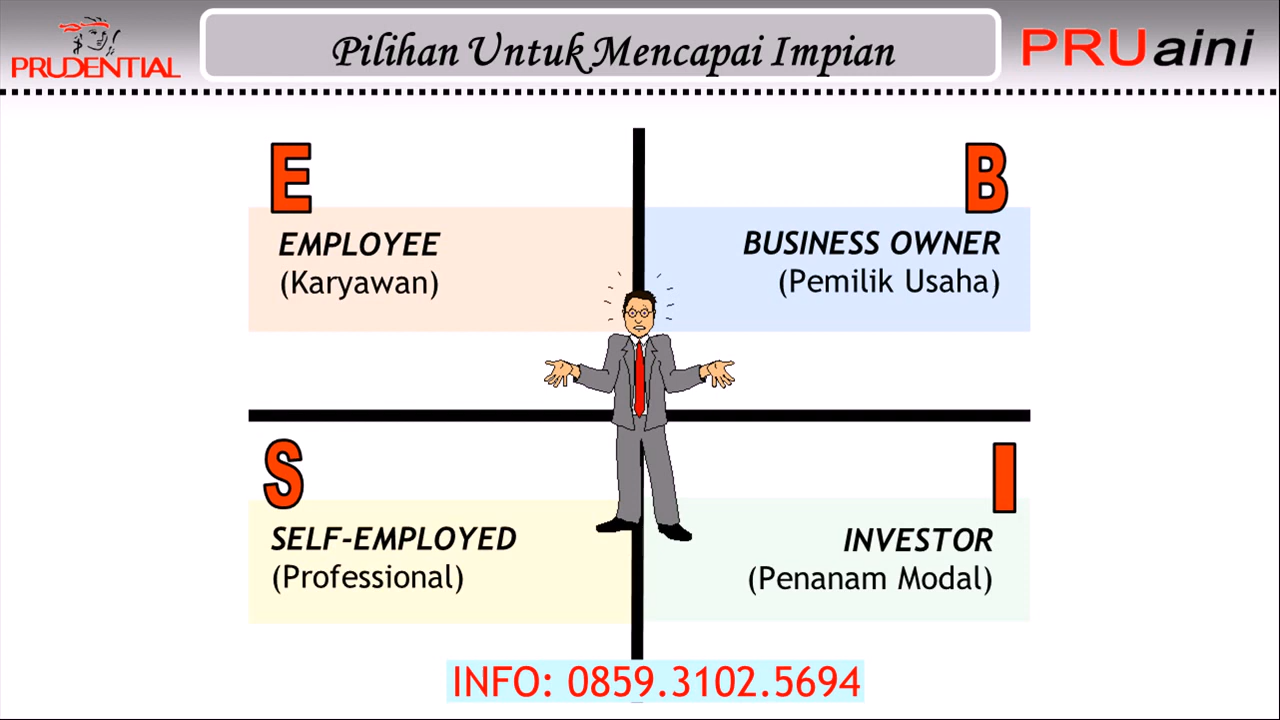 PRUDENTIAL
Pilihan Untuk Mencapai Impian
PRUaini
E
EMPLOYEE
(Karyawan)
B
BUSINESS OWNER
(Pemilik Usaha)
S
SELF-EMPLOYED
(Professional)
I
INVESTOR
(Penanam Modal)
INFO: 0859.3102.5694